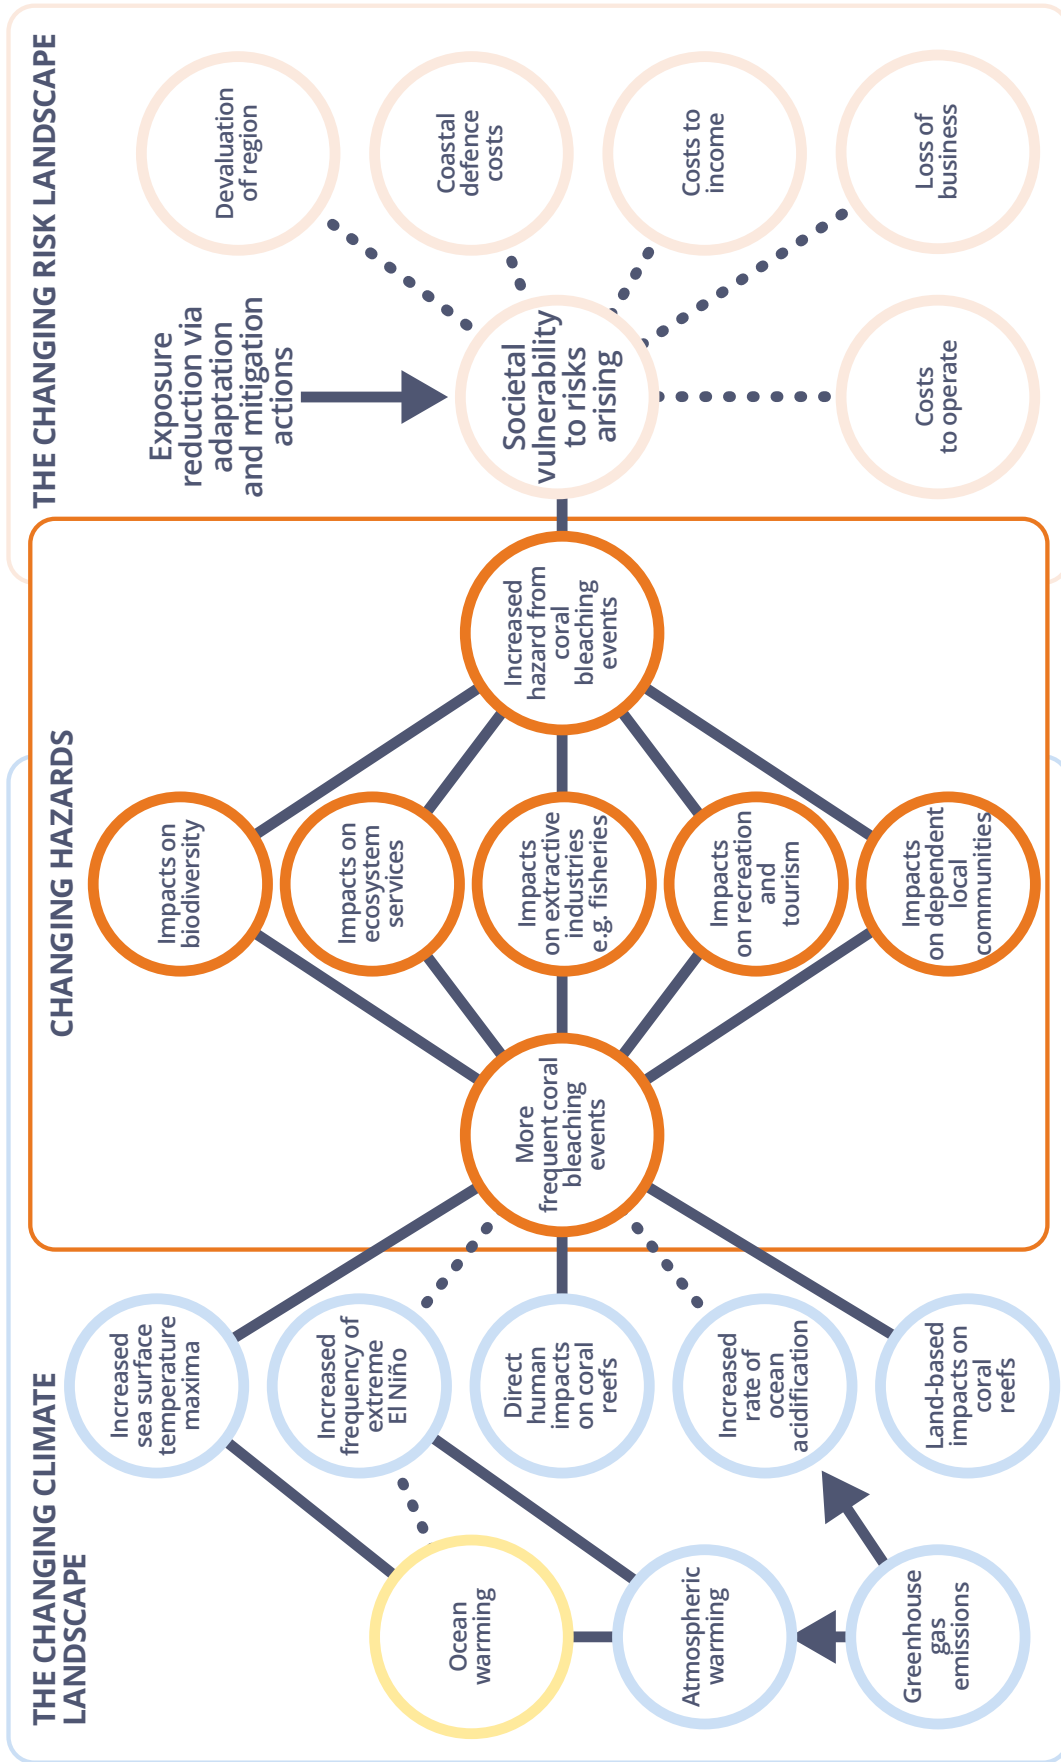 THE CHANGING CLIMATE
LANDSCAPE
Ocean
warming
Atmospheric
warming
Greenhouse
gas
emissions
Increased
sea surface
temperature
maxima
Increased
frequency of
extreme
El Niño
Direct
human
impacts
on coral
reefs
Increased
rate of
ocean
acidification
Land-based
impacts on
coral
reefs
CHANGING HAZARDS
More
frequent coral
bleaching
events
Impacts on
biodiversity
Impacts on
ecosystem
services
Impacts
on extractive
industries
e.g. fisheries
Impacts
on recreation
and
tourism
Impacts
on dependent
local
communities
Increased
hazard from
coral
bleaching
events
THE CHANGING RISK LANDSCAPE
Exposure
reduction via
adaptation
and mitigation
actions
Societal
vulnerability
to risks
arising
Devaluation
of region
Coastal
defence
costs
Costs to
income
Loss of
business
Costs
to operate